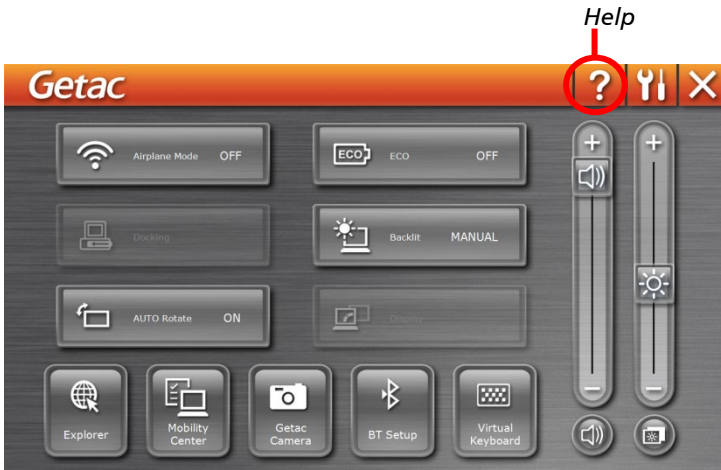 Help
Getac ?
Airplane Mode OFF
ECO ECO OFF
Docking
Backlit MANUAL
AUTO Rotate ON
Display
Explorer
Mobility
Center
Getac
Camera
BT Setup
Virtual
Keyboard